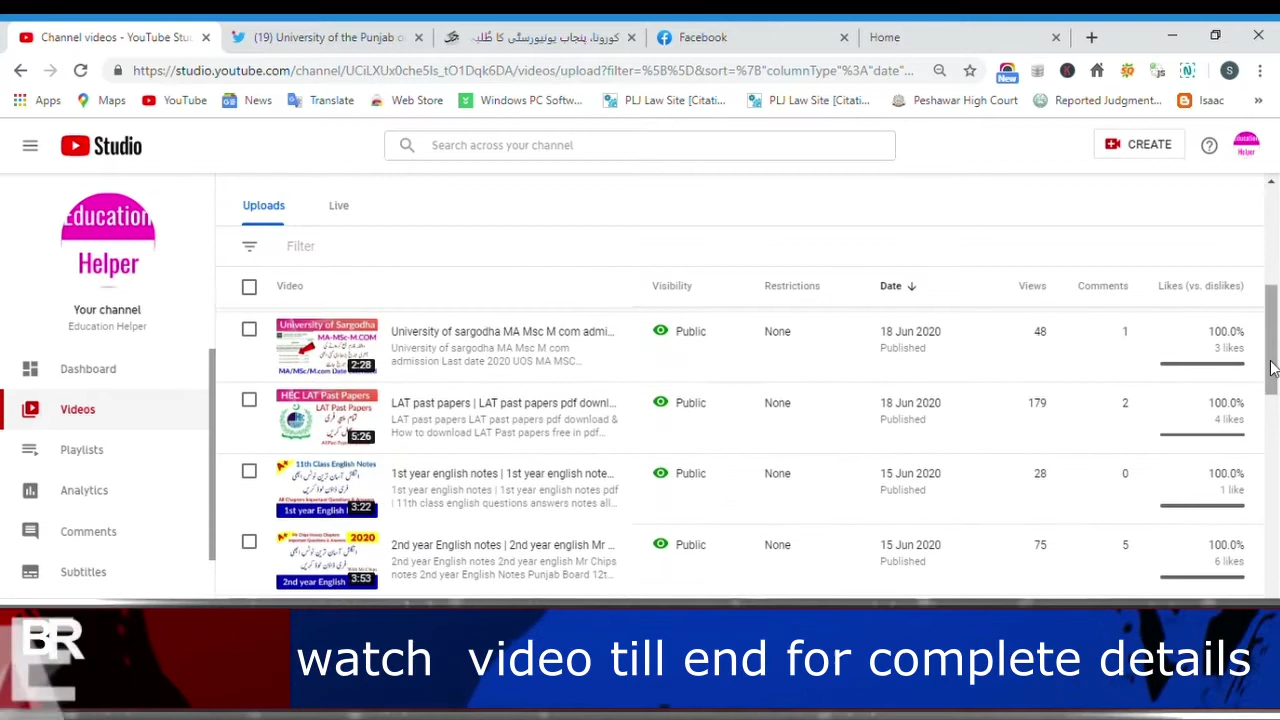 Channel videos - YouTube Stu
(19) University of the Punjab o
کورونا، پنجاب یونیورسٹی کا طلبہ
Facebook
Home
https://studio.youtube.com/channel/UCiLXUx0che5Is_tO1Dqk6DA/videos/upload?filter=%5B%5D&sort=%7B"columnType"%3A"date"...
New
S
Apps
Maps
YouTube
News
Translate
Web Store
Windows PC Softw...
PLJ Law Site [Citati...
PLJ Law Site [Citati...
Peshawar High Court
Reported Judgment...
Isaac
»
Studio
Search across your channel
CREATE
Education Helper
Education
Helper
Your channel
Education Helper
Dashboard
Videos
Playlists
Analytics
Comments
Subtitles
Uploads
Live
Filter
Video
Visibility
Restrictions
Date
Views
Comments
Likes (vs. dislikes)
University of Sargodha
MA-MSc-M.COM
2:28
University of sargodha MA Msc M com admi...
University of sargodha MA Msc M com
admission Last date 2020 UOS MA MSC...
Public
None
18 Jun 2020
Published
48
1
100.0%
3 likes
HEC LAT Past Papers
LAT Past Papers
5:26
LAT past papers | LAT past papers pdf downl...
LAT past papers LAT past papers pdf download &
How to download LAT Past papers free in pdf...
Public
None
18 Jun 2020
Published
179
2
100.0%
4 likes
A+ 11th Class English Notes
All Chapters Important Questions & Answers
1st year English
3:22
1st year english notes | 1st year english note...
1st year english notes | 1st year english notes pdf
| 11th class english questions answers notes all...
Public
None
15 Jun 2020
Published
28
0
100.0%
1 like
2020
2nd year English
3:53
2nd year English notes | 2nd year english Mr ...
2nd year English notes 2nd year english Mr Chips
notes 2nd year English Notes Punjab Board 12t...
Public
None
15 Jun 2020
Published
75
5
100.0%
6 likes
BR
E
watch video till end for complete details